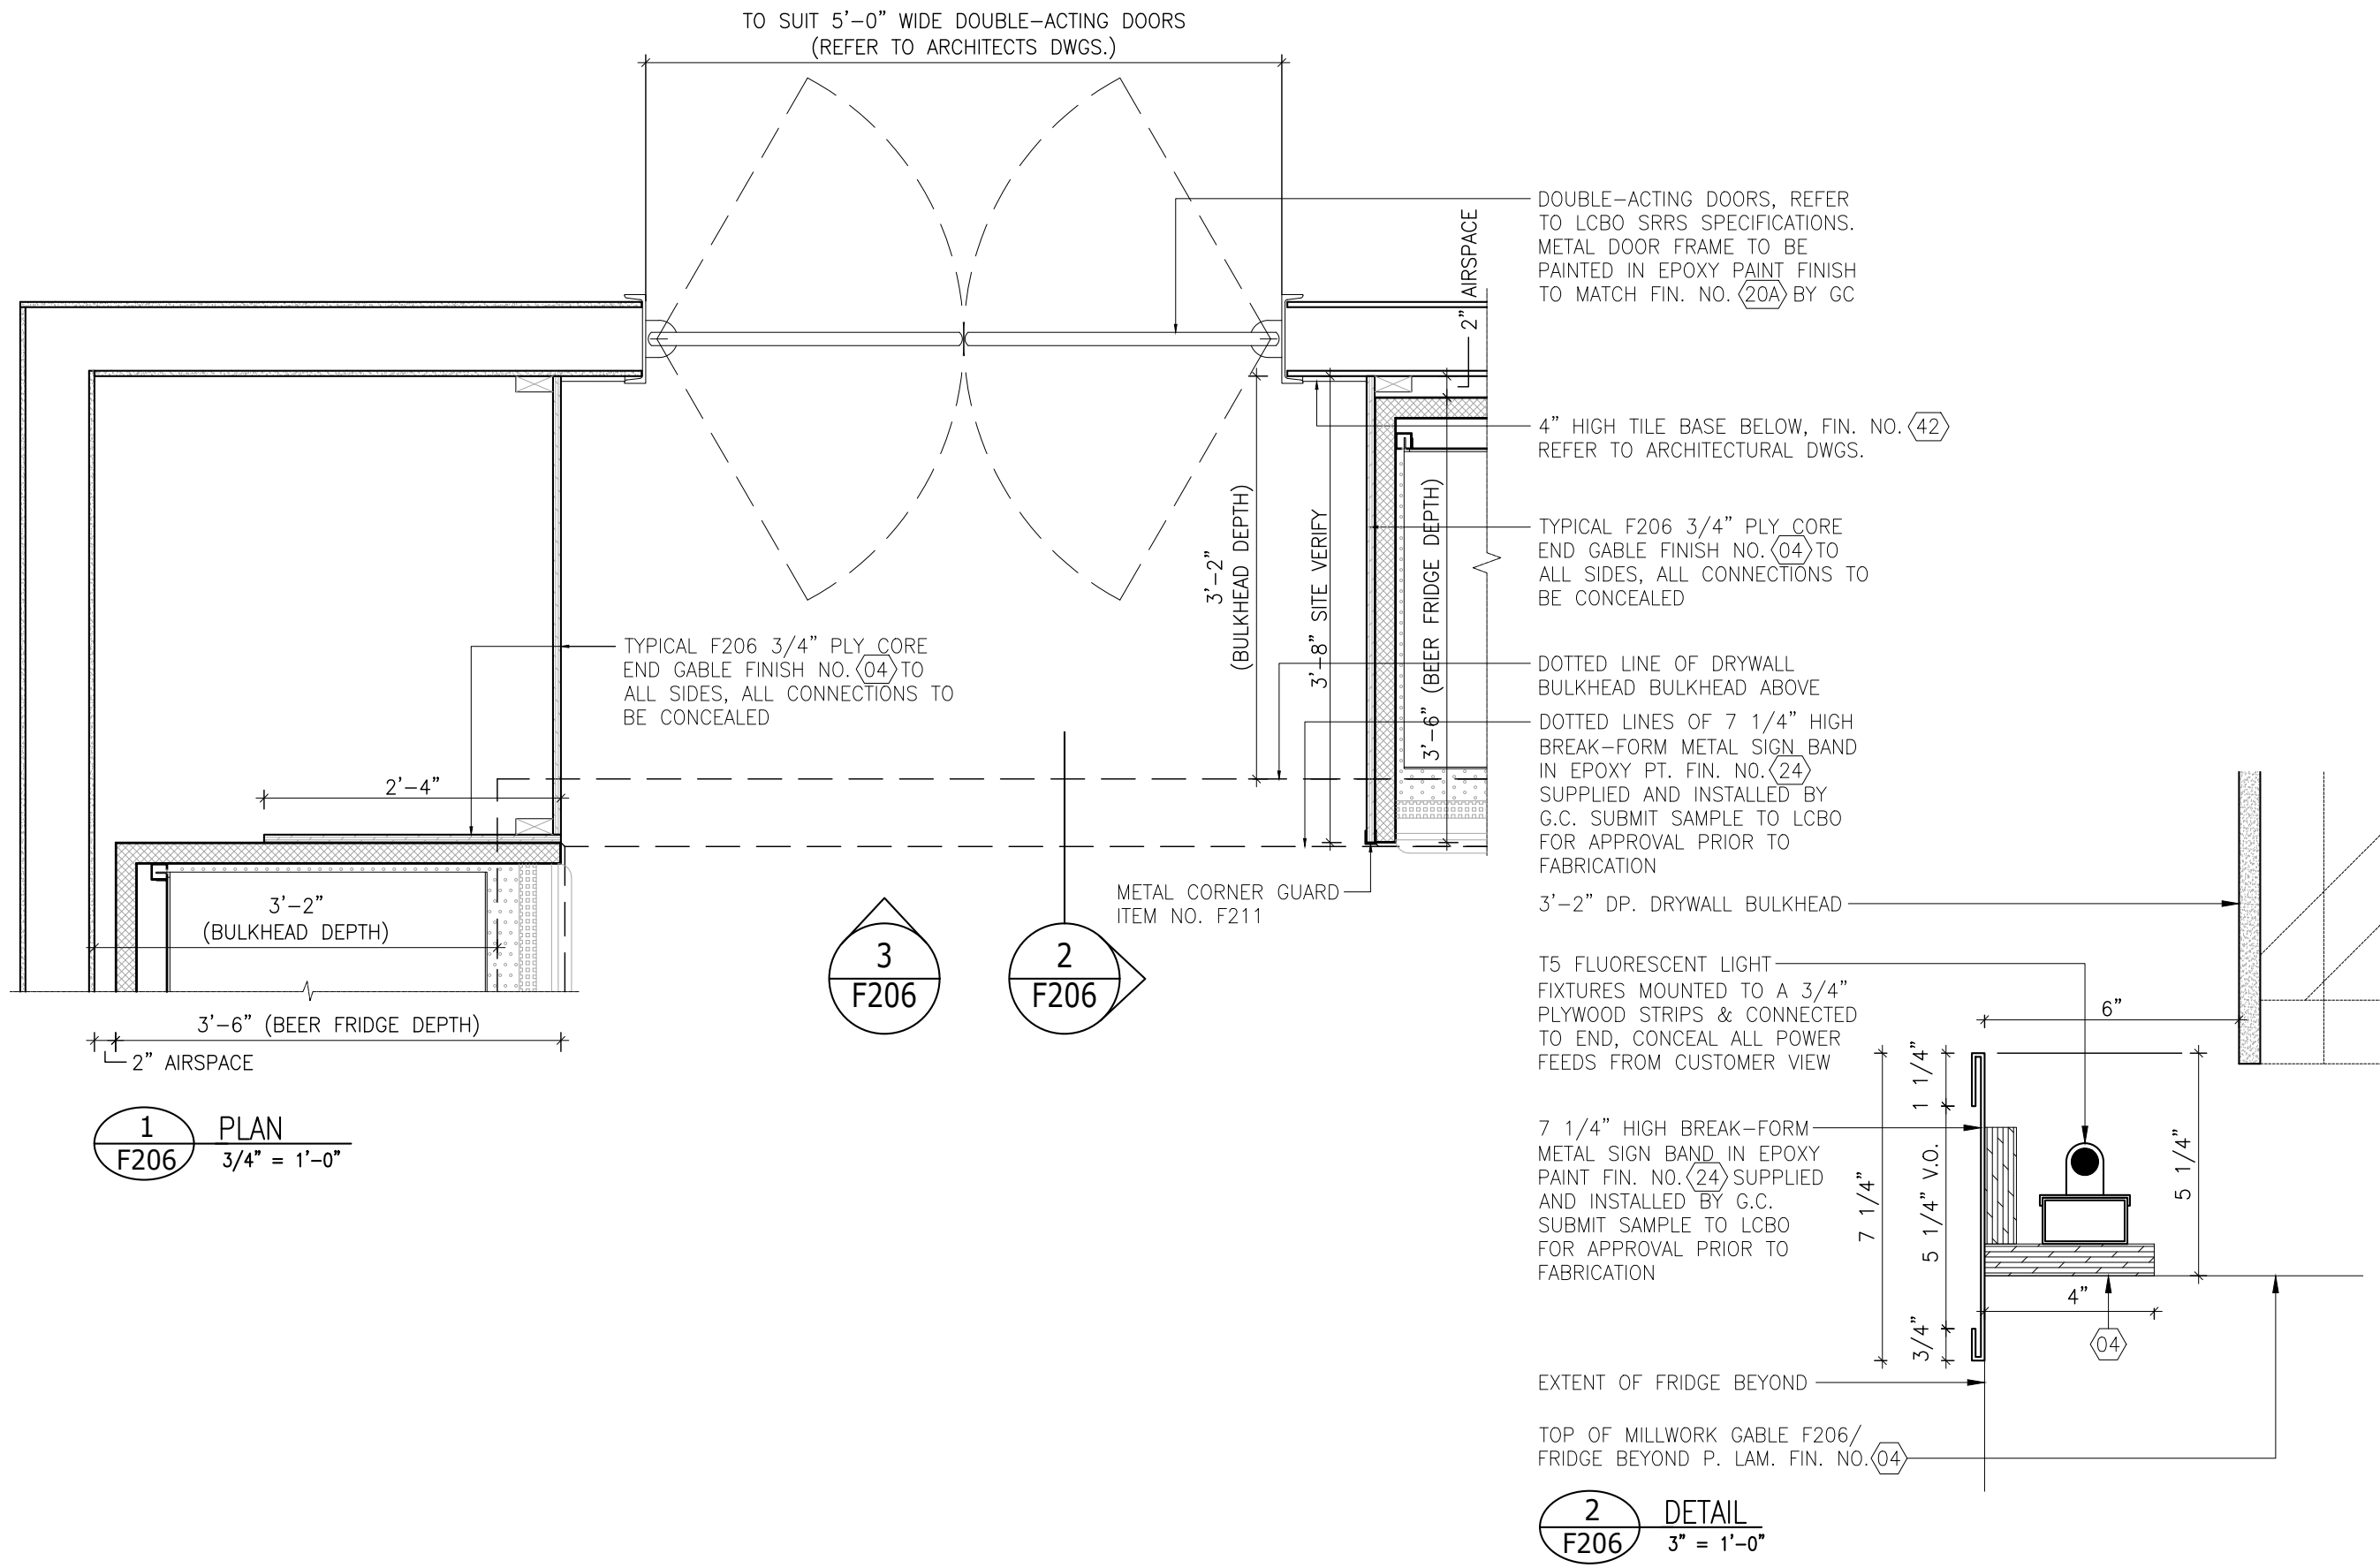 TO SUIT 5'-0" WIDE DOUBLE-ACTING DOORS
(REFER TO ARCHITECTS DWGS.)
2" AIRSPACE
DOUBLE-ACTING DOORS, REFER
TO LCBO SRRS SPECIFICATIONS.
METAL DOOR FRAME TO BE
PAINTED IN EPOXY PAINT FINISH
TO MATCH FIN. NO. 20A BY GC
4" HIGH TILE BASE BELOW, FIN. NO. 42
REFER TO ARCHITECTURAL DWGS.
3'-2"
(BULKHEAD DEPTH)
3'-8" SITE VERIFY
3'-6" (BEER FRIDGE DEPTH)
TYPICAL F206 3/4" PLY CORE
END GABLE FINISH NO. 04 TO
ALL SIDES, ALL CONNECTIONS TO
BE CONCEALED
TYPICAL F206 3/4" PLY CORE
END GABLE FINISH NO. 04 TO
ALL SIDES, ALL CONNECTIONS TO
BE CONCEALED
DOTTED LINE OF DRYWALL
BULKHEAD BULKHEAD ABOVE
DOTTED LINES OF 7 1/4" HIGH
BREAK-FORM METAL SIGN BAND
IN EPOXY PT. FIN. NO. 24
SUPPLIED AND INSTALLED BY
G.C. SUBMIT SAMPLE TO LCBO
FOR APPROVAL PRIOR TO
FABRICATION
2'-4"
3'-2"
(BULKHEAD DEPTH)
METAL CORNER GUARD
ITEM NO. F211
3
F206
2
F206
3'-6" (BEER FRIDGE DEPTH)
2" AIRSPACE
1
F206
PLAN
3/4" = 1'-0"
3'-2" DP. DRYWALL BULKHEAD
T5 FLUORESCENT LIGHT
FIXTURES MOUNTED TO A 3/4"
PLYWOOD STRIPS & CONNECTED
TO END, CONCEAL ALL POWER
FEEDS FROM CUSTOMER VIEW
6"
1 1/4"
7 1/4"
5 1/4" V.O.
3/4"
5 1/4"
4"
04
7 1/4" HIGH BREAK-FORM
METAL SIGN BAND IN EPOXY
PAINT FIN. NO. 24 SUPPLIED
AND INSTALLED BY G.C.
SUBMIT SAMPLE TO LCBO
FOR APPROVAL PRIOR TO
FABRICATION
EXTENT OF FRIDGE BEYOND
TOP OF MILLWORK GABLE F206/
FRIDGE BEYOND P. LAM. FIN. NO. 04
2
F206
DETAIL
3" = 1'-0"